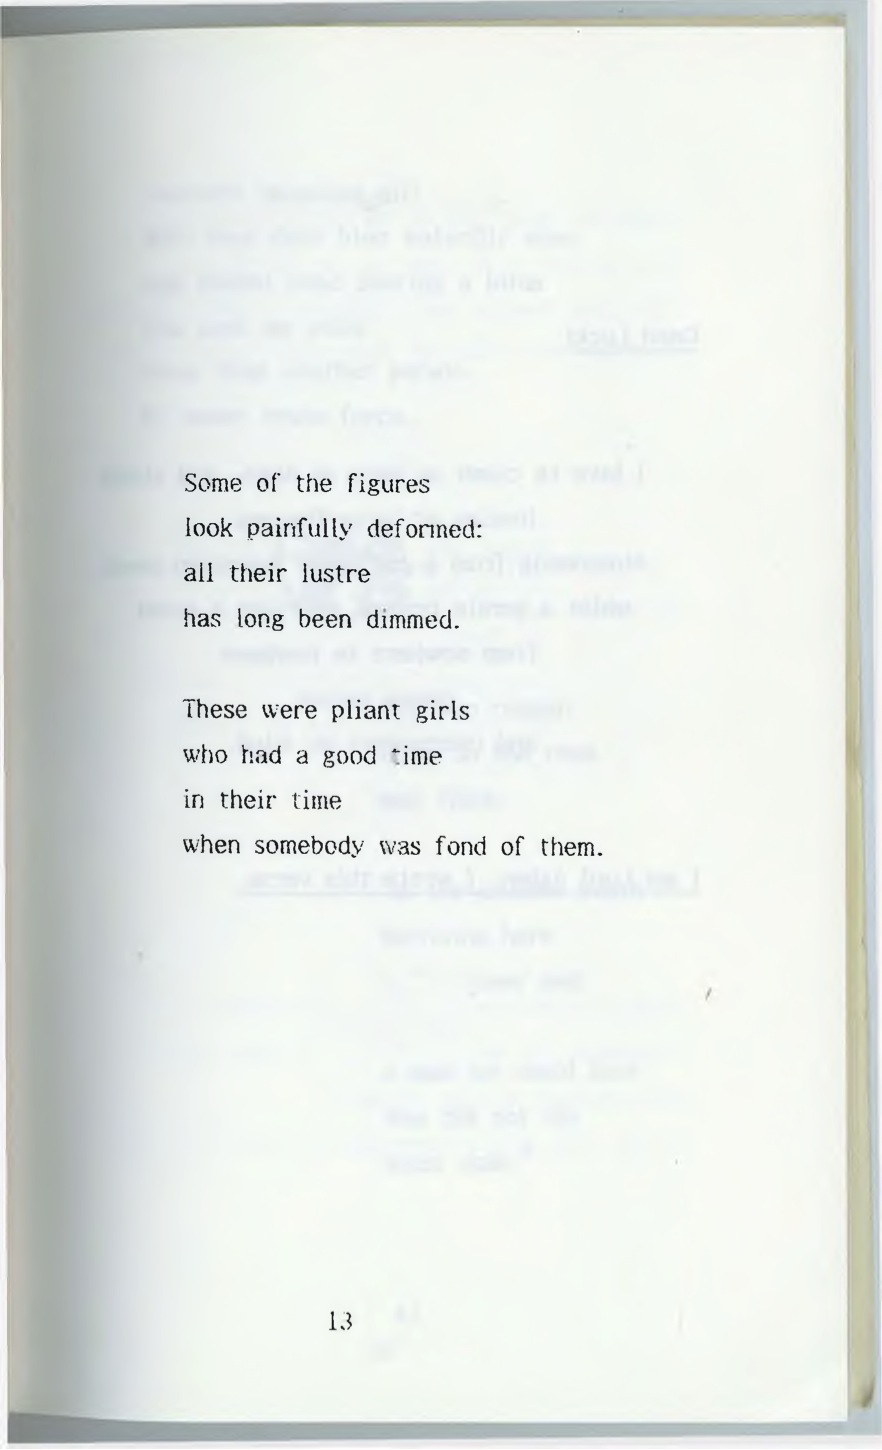 Some of the figures
look painfully deformed:
all their lustre
has long been dimmed.
These were pliant girls
who had a good time
in their time
when somebody was fond of them.
13